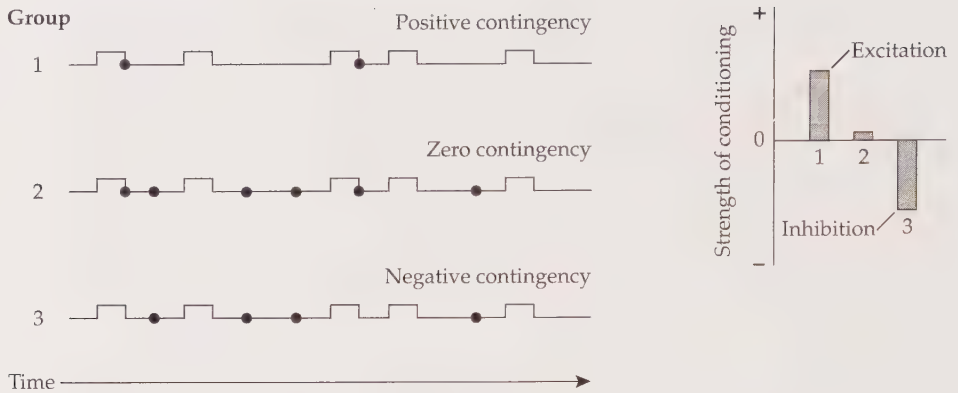 Group
Positive contingency
1
Zero contingency
2
Negative contingency
3
Time
Strength of conditioning
+
0
−
Excitation
1 2
Inhibition 3